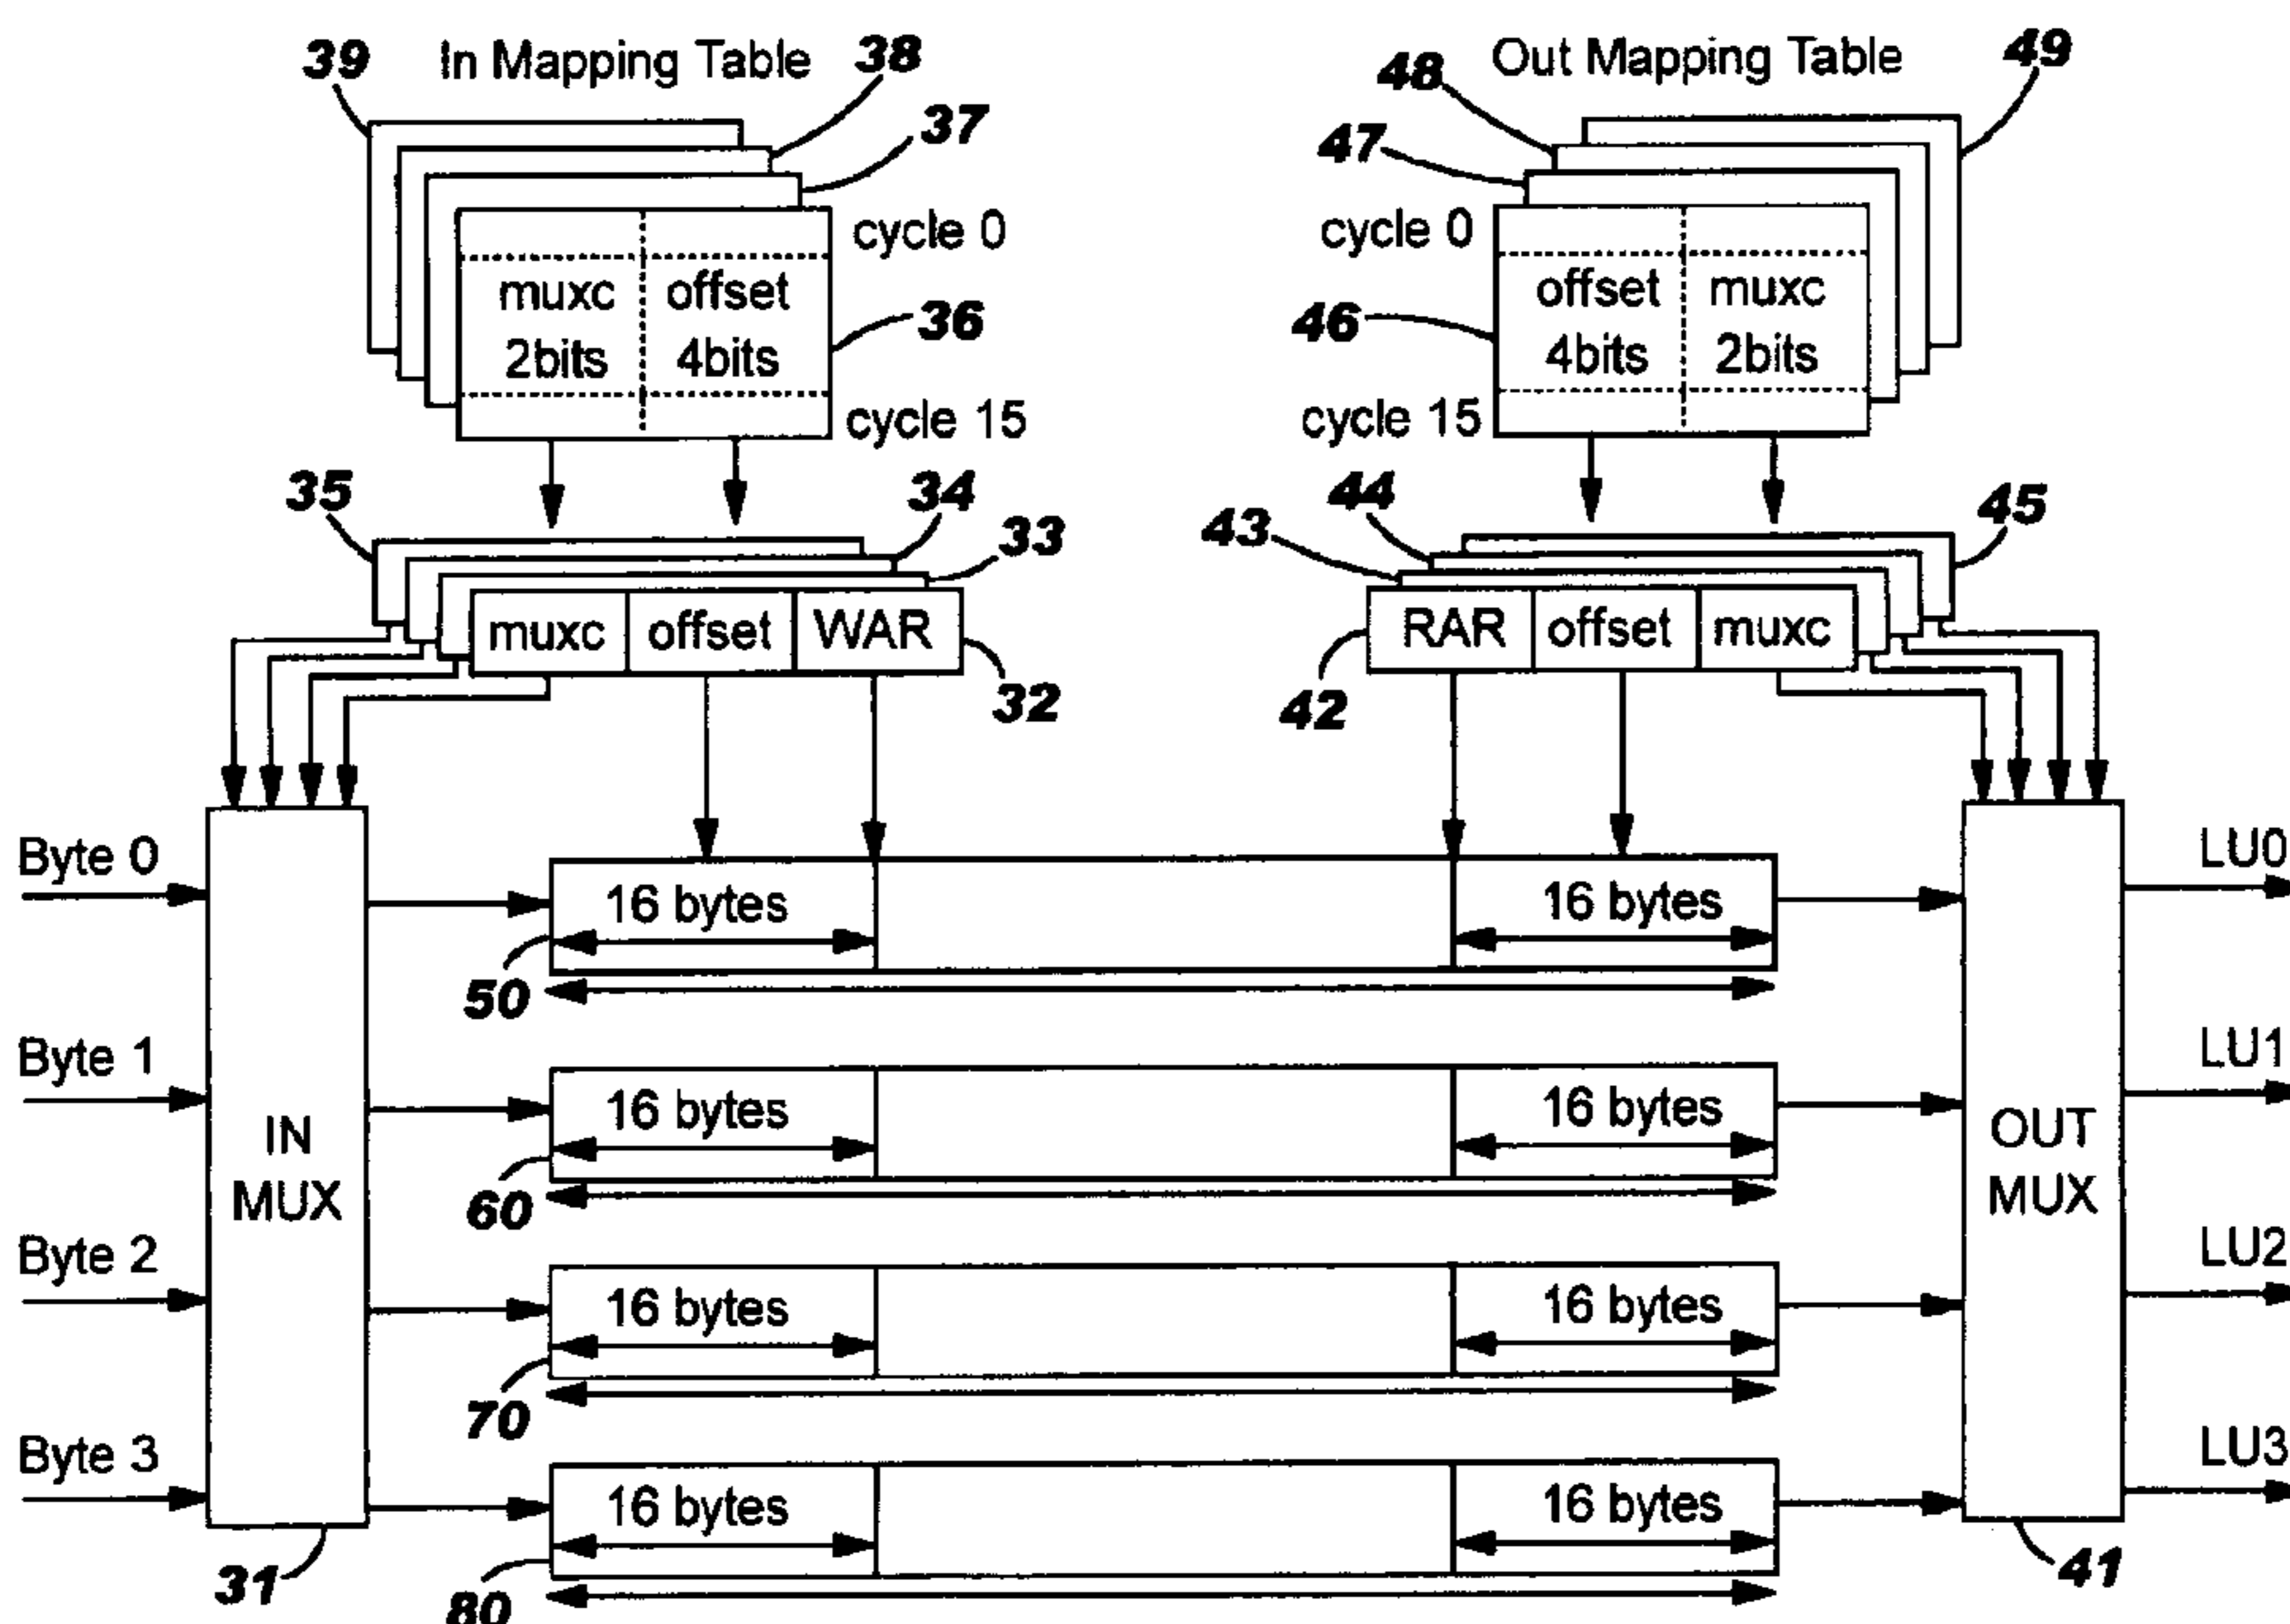 39 In Mapping Table 38
37
cycle 0
muxc offset
2bits 4bits
36
cycle 15
48 Out Mapping Table 49
47
cycle 0
offset muxc
4bits 2bits
46
cycle 15
35 34
33
muxc offset WAR
32
44 45
43
RAR offset muxc
42
Byte 0
16 bytes 16 bytes
LU0
50
Byte 1
16 bytes 16 bytes
LU1
60
IN
MUX
OUT
MUX
Byte 2
16 bytes 16 bytes
LU2
70
Byte 3
16 bytes 16 bytes
LU3
31
80
41